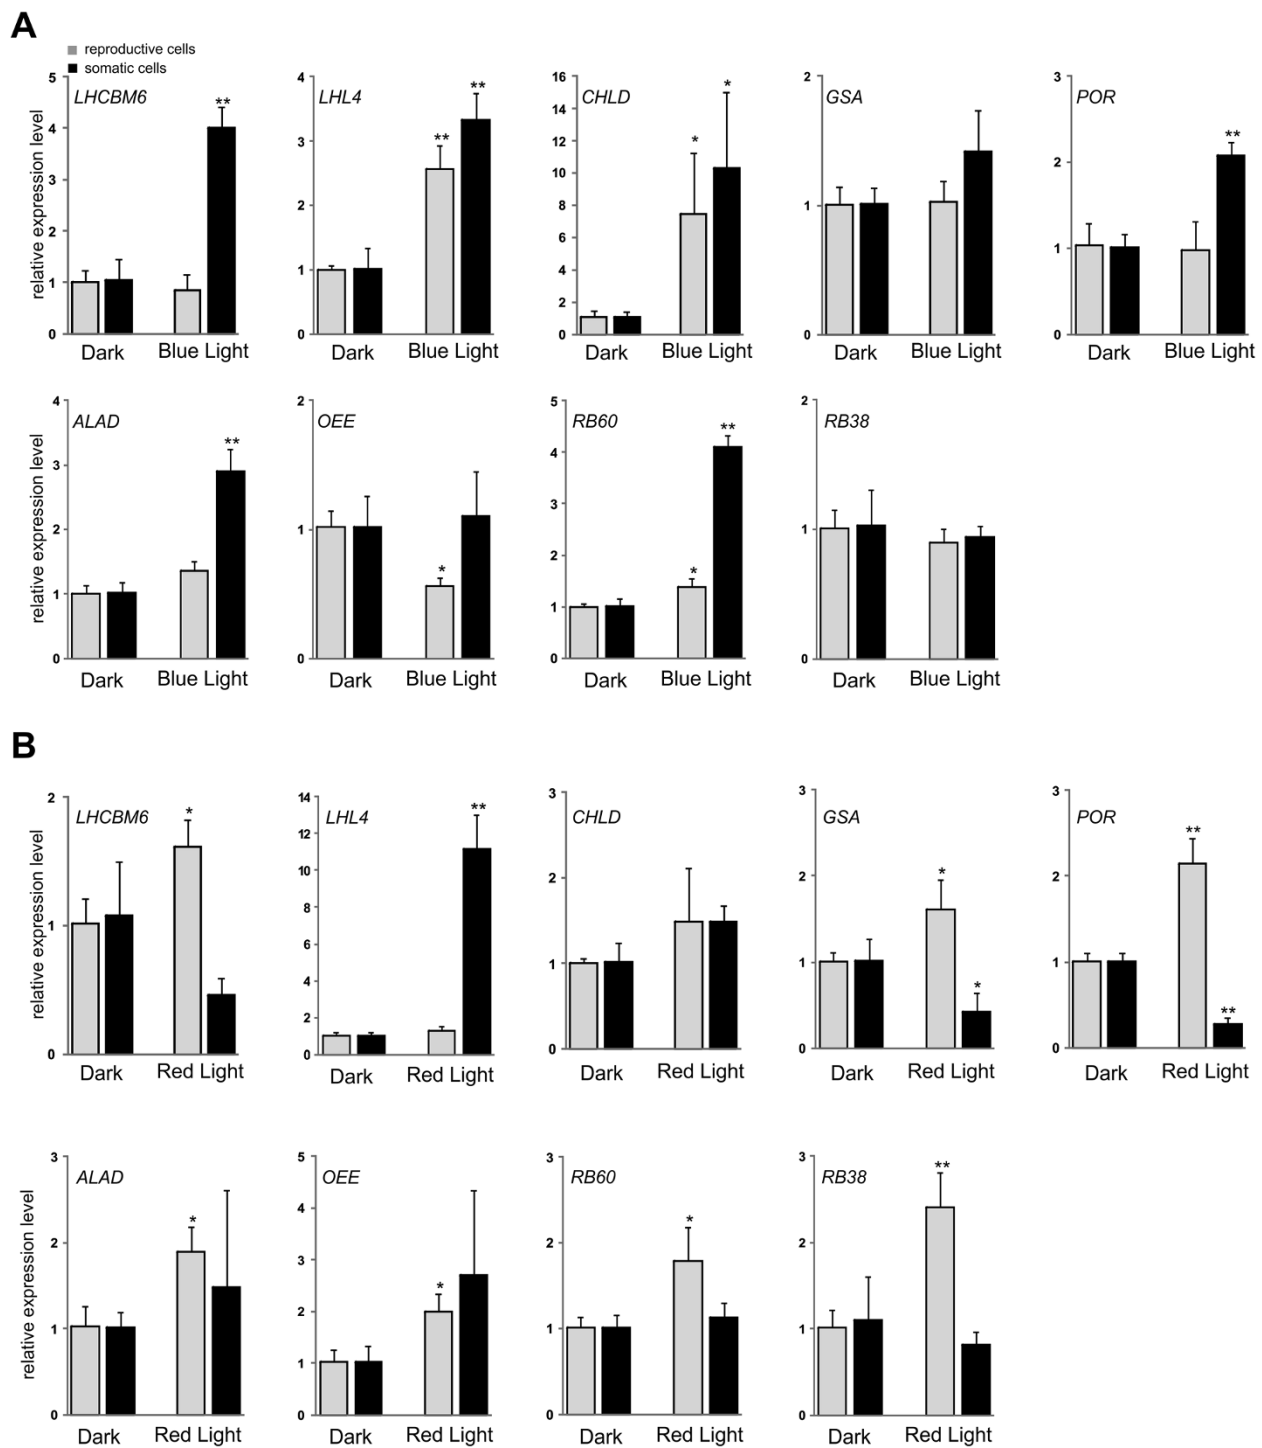 A
reproductive cells
somatic cells
relative expression level
LHCBM6
5
4
3
2
1
0
**
Dark
Blue Light
LHL4
4
3
2
1
0
**
**
Dark
Blue Light
CHLD
16
14
12
10
8
6
4
2
0
*
*
Dark
Blue Light
GSA
2
1
0
Dark
Blue Light
POR
3
2
1
0
**
Dark
Blue Light
relative expression level
ALAD
4
3
2
1
0
**
Dark
Blue Light
OEE
2
1
0
*
Dark
Blue Light
RB60
5
4
3
2
1
0
*
**
Dark
Blue Light
RB38
2
1
0
Dark
Blue Light
B
relative expression level
LHCBM6
2
1
0
*
Dark
Red Light
LHL4
14
12
10
8
6
4
2
0
**
Dark
Red Light
CHLD
3
2
1
0
Dark
Red Light
GSA
3
2
1
0
*
*
Dark
Red Light
POR
3
2
1
0
**
**
Dark
Red Light
relative expression level
ALAD
3
2
1
0
*
Dark
Red Light
OEE
5
4
3
2
1
0
*
Dark
Red Light
RB60
3
2
1
0
*
Dark
Red Light
RB38
3
2
1
0
**
Dark
Red Light